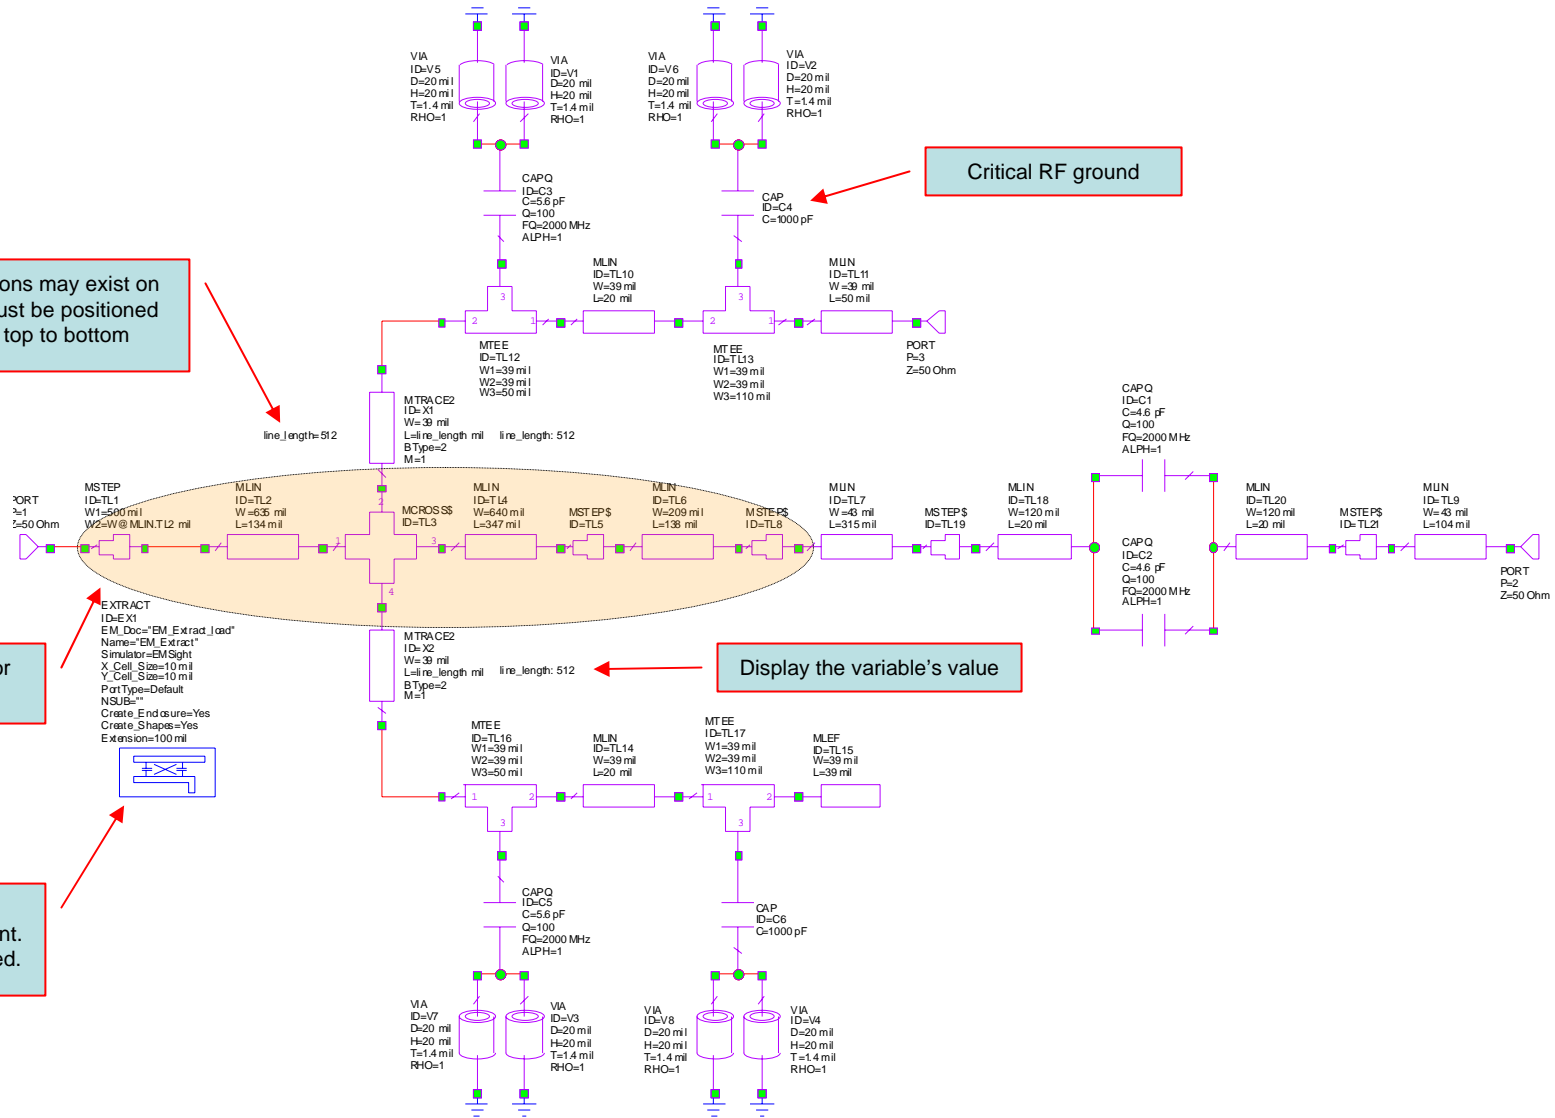 VIA
ID=V5
D=20 mil
H=20 mil
T=1.4 mil
RHO=1
VIA
ID=V1
D=20 mil
H=20 mil
T=1.4 mil
RHO=1
VIA
ID=V6
D=20 mil
H=20 mil
T=1.4 mil
RHO=1
VIA
ID=V2
D=20 mil
H=20 mil
T=1.4 mil
RHO=1
CAPQ
ID=C3
C=5.6 pF
Q=100
FQ=2000 MHz
ALPH=1
CAP
ID=C4
C=1000 pF
Critical RF ground
ons may exist on
ust be positioned
top to bottom
MLIN
ID=TL10
W=39 mil
L=20 mil
MLIN
ID=TL11
W=39 mil
L=50 mil
3
2
1
3
2
1
MTEE
ID=TL12
W1=39 mil
W2=39 mil
W3=50 mil
MTEE
ID=TL13
W1=39 mil
W2=39 mil
W3=110 mil
PORT
P=3
Z=50 Ohm
MTRACE2
ID=X1
W=39 mil
L=line_length mil
BType=2
M=1
line_length: 512
line_length=512
CAPQ
ID=C1
C=4.6 pF
Q=100
FQ=2000 MHz
ALPH=1
PORT
P=1
Z=50 Ohm
MSTEP
ID=TL1
W1=500 mil
W2=W@MLIN.TL2 mil
MLIN
ID=TL2
W=635 mil
L=134 mil
MCROSS$
ID=TL3
1
2
3
4
MLIN
ID=TL4
W=640 mil
L=347 mil
MSTEP$
ID=TL5
MLIN
ID=TL6
W=209 mil
L=138 mil
MSTEP$
ID=TL8
MLIN
ID=TL7
W=43 mil
L=315 mil
MSTEP$
ID=TL19
MLIN
ID=TL18
W=120 mil
L=20 mil
CAPQ
ID=C2
C=4.6 pF
Q=100
FQ=2000 MHz
ALPH=1
MLIN
ID=TL20
W=120 mil
L=20 mil
MSTEP$
ID=TL21
MLIN
ID=TL9
W=43 mil
L=104 mil
PORT
P=2
Z=50 Ohm
EXTRACT
ID=EX1
EM_Doc="EM_Extract_load"
Name="EM_Extract"
Simulator=EMSight
X_Cell_Size=10 mil
Y_Cell_Size=10 mil
PortType=Default
NSUB=""
Create_Enclosure=Yes
Create_Shapes=Yes
Extension=100 mil
or
MTRACE2
ID=X2
W=39 mil
L=line_length mil
BType=2
M=1
line_length: 512
Display the variable's value
MTEE
ID=TL16
W1=39 mil
W2=39 mil
W3=50 mil
MLIN
ID=TL14
W=39 mil
L=20 mil
MTEE
ID=TL17
W1=39 mil
W2=39 mil
W3=110 mil
MLEF
ID=TL15
W=39 mil
L=39 mil
1
2
3
1
2
3
nt.
ed.
CAPQ
ID=C5
C=5.6 pF
Q=100
FQ=2000 MHz
ALPH=1
CAP
ID=C6
C=1000 pF
VIA
ID=V7
D=20 mil
H=20 mil
T=1.4 mil
RHO=1
VIA
ID=V3
D=20 mil
H=20 mil
T=1.4 mil
RHO=1
VIA
ID=V8
D=20 mil
H=20 mil
T=1.4 mil
RHO=1
VIA
ID=V4
D=20 mil
H=20 mil
T=1.4 mil
RHO=1